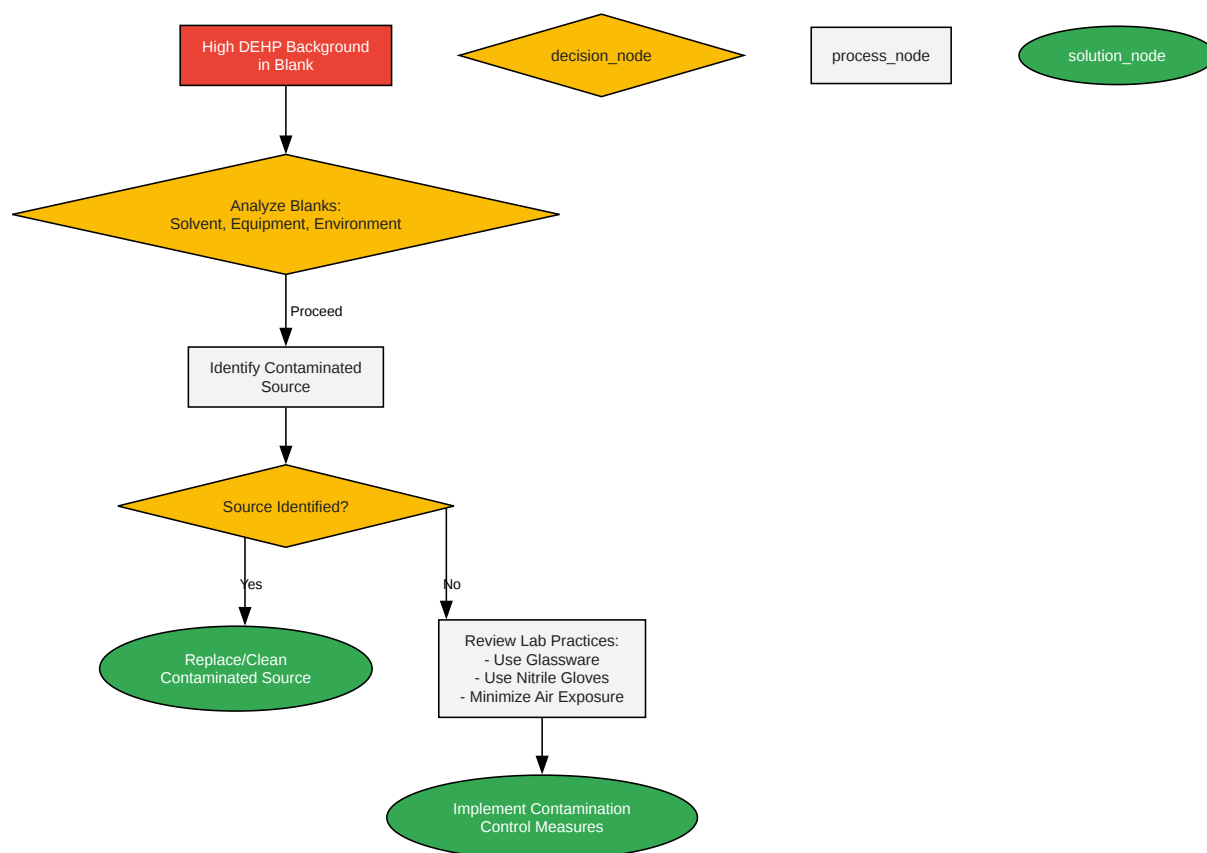 High DEHP Background
in Blank
decision_node
process_node
solution_node
Analyze Blanks:
Solvent, Equipment, Environment
Proceed
Identify Contaminated
Source
Source Identified?
Yes
No
Replace/Clean
Contaminated Source
Review Lab Practices:
- Use Glassware
- Use Nitrile Gloves
- Minimize Air Exposure
Implement Contamination
Control Measures